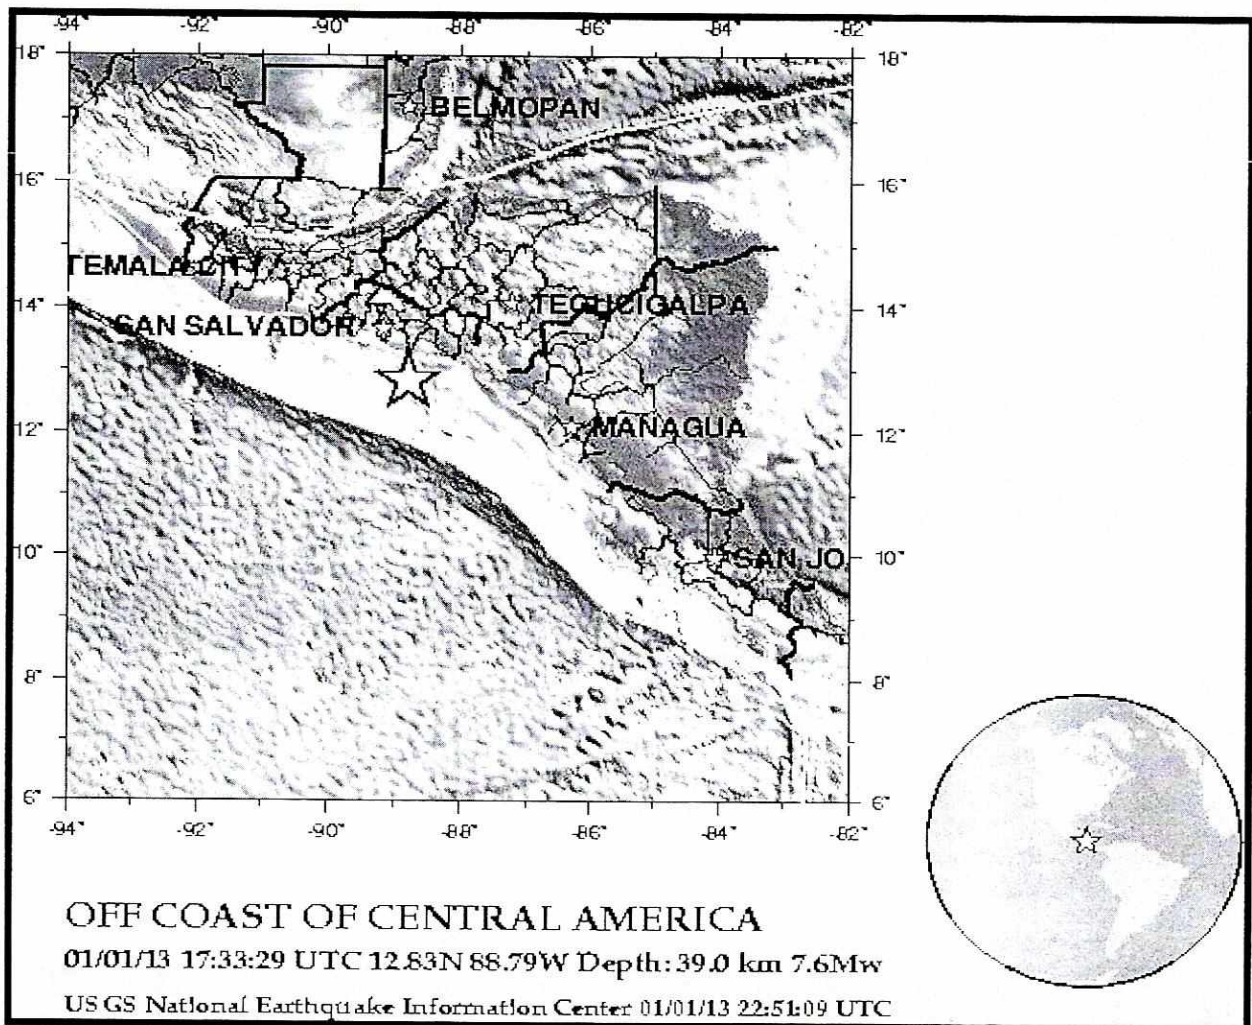 -94° -92° -90° -88° -86° -84° -82°
18° 18°
BELMOPAN
16° 16°
TEMALA CIT
14° TEGUCIGALPA 14°
SAN SALVADOR
12° MANAGUA 12°
10° SAN JO 10°
8° 8°
6° 6°
-94° -92° -90° -88° -86° -84° -82°
OFF COAST OF CENTRAL AMERICA
01/01/13 17:33:29 UTC 12.83N 88.79W Depth: 39.0 km 7.6Mw
USGS National Earthquake Information Center 01/01/13 22:51:09 UTC